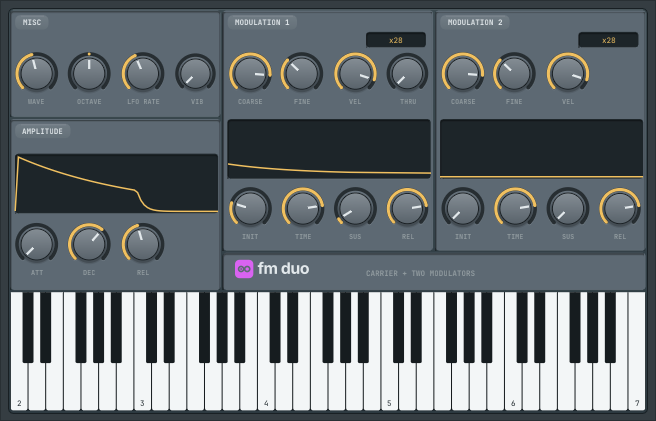 MISC
WAVE OCTAVE LFO RATE VIB
AMPLITUDE
ATT DEC REL
MODULATION 1
x28
COARSE FINE VEL THRU
INIT TIME SUS REL
MODULATION 2
x28
COARSE FINE VEL
INIT TIME SUS REL
fm duo
CARRIER + TWO MODULATORS
2 3 4 5 6 7